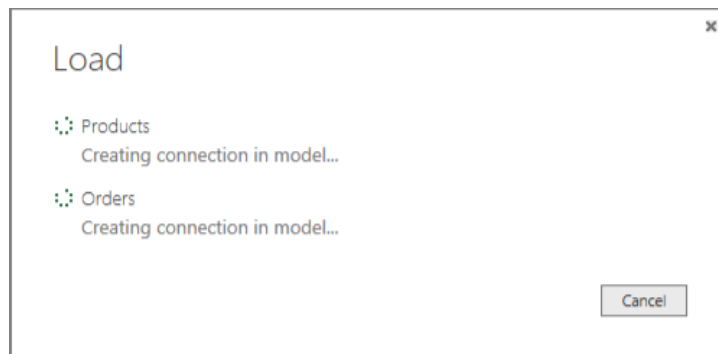 Load
Products
Creating connection in model...
Orders
Creating connection in model...
Cancel